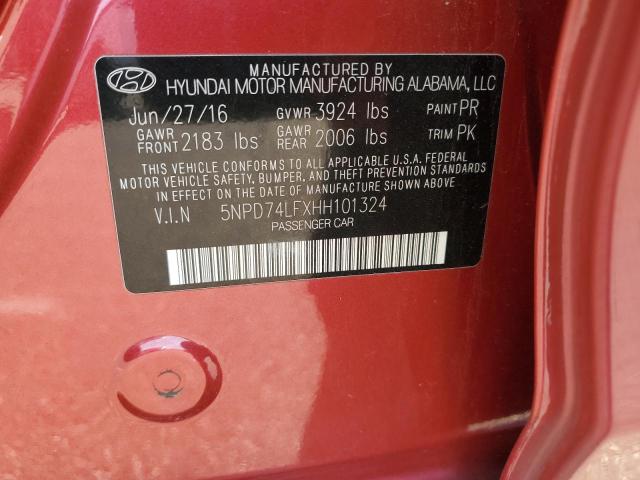 MANUFACTURED BY
HYUNDAI MOTOR MANUFACTURING ALABAMA, LLC
Jun/27/16 GVWR 3924 lbs PAINT PR
GAWR FRONT 2183 lbs GAWR REAR 2006 lbs TRIM PK
THIS VEHICLE CONFORMS TO ALL APPLICABLE U.S.A. FEDERAL
MOTOR VEHICLE SAFETY, BUMPER, AND THEFT PREVENTION STANDARDS
IN EFFECT ON THE DATE OF MANUFACTURE SHOWN ABOVE.
V.I.N 5NPD74LFXHH101324
PASSENGER CAR